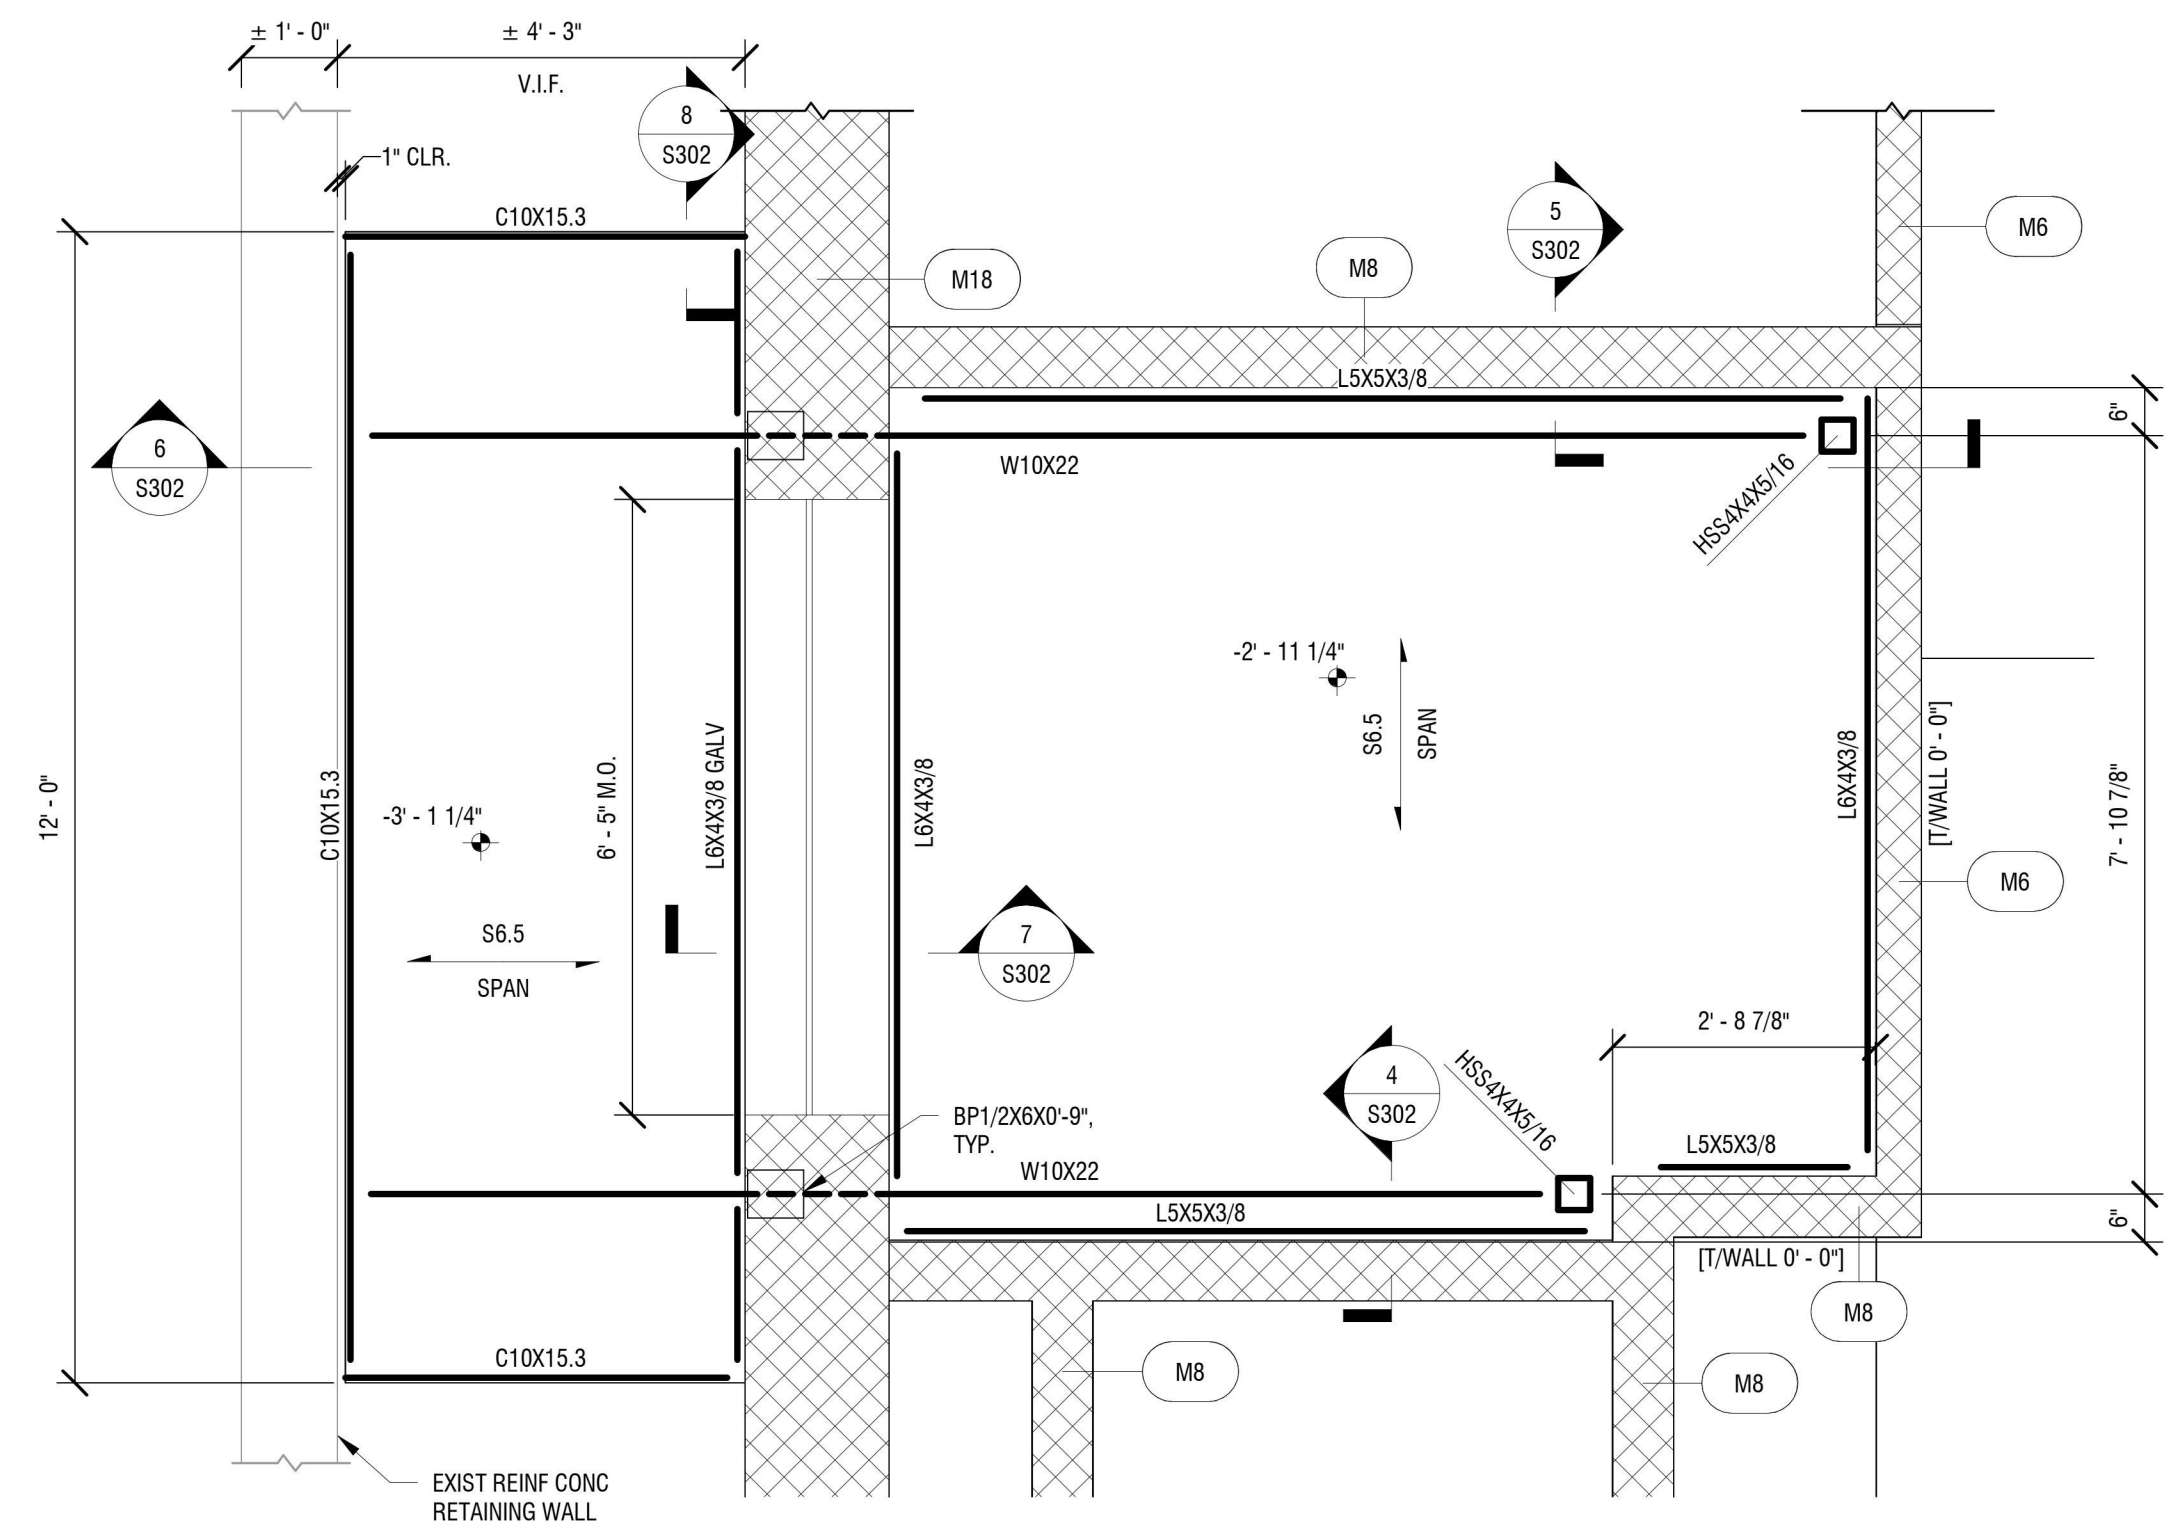 ± 1' - 0"
± 4' - 3"
V.I.F.
8
S302
1" CLR.
C10X15.3
5
S302
M6
M18
M8
L5X5X3/8
6"
6
S302
W10X22
HSS4X4X5/16
-2' - 11 1/4"
S6.5
SPAN
12' - 0"
C10X15.3
-3' - 1 1/4"
6' - 5" M.O.
L6X4X3/8 GALV
L6X4X3/8
L6X4X3/8
[T/WALL 0' - 0"]
7' - 10 7/8"
M6
S6.5
SPAN
7
S302
2' - 8 7/8"
4
S302
HSS4X4X5/16
BP1/2X6X0'-9",
TYP.
L5X5X3/8
W10X22
L5X5X3/8
6"
[T/WALL 0' - 0"]
M8
C10X15.3
M8
M8
EXIST REINF CONC
RETAINING WALL